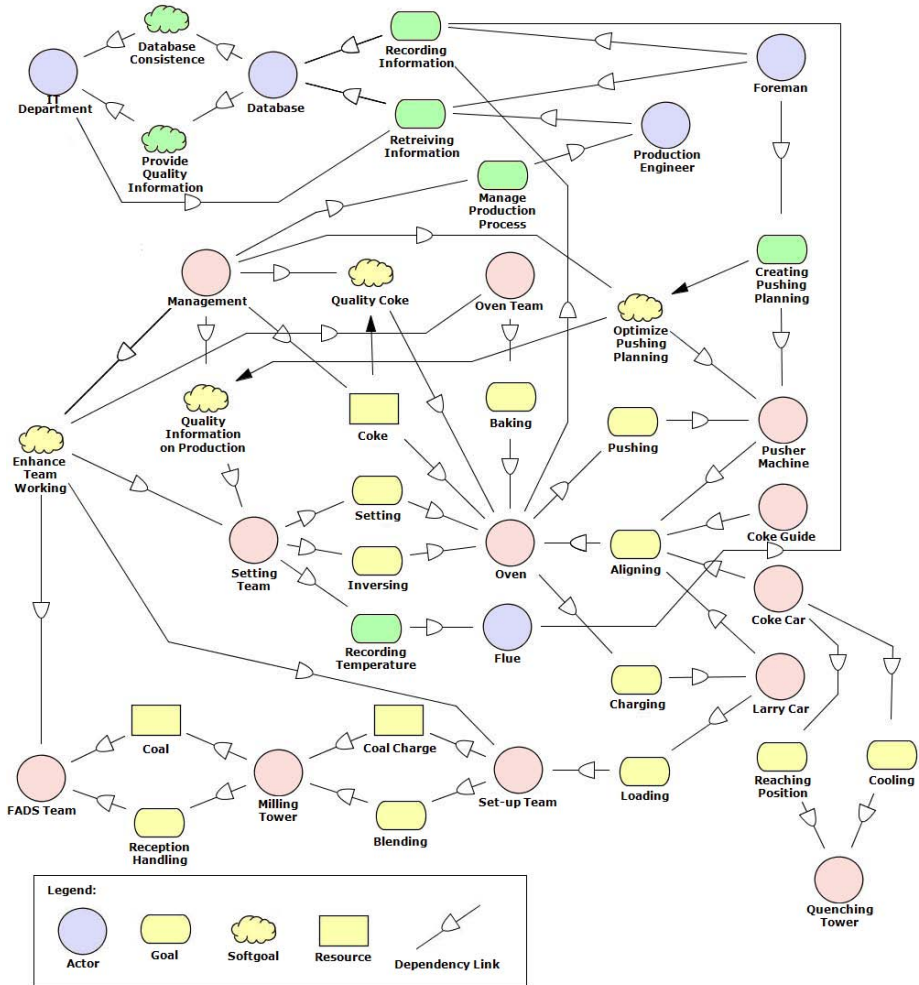 Database
Consistence
Recording
Information
IT
Department
Database
Foreman
Provide
Quality
Information
Retreiving
Information
Production
Engineer
Manage
Production
Process
Management
Quality Coke
Oven Team
Creating
Pushing
Planning
Optimize
Pushing
Planning
Quality
Information
on Production
Coke
Baking
Pushing
Pusher
Machine
Enhance
Team
Working
Setting
Setting
Team
Inversing
Oven
Aligning
Coke Guide
Coke Car
Recording
Temperature
Flue
Charging
Larry Car
Coal
Coal Charge
FADS Team
Milling
Tower
Set-up Team
Loading
Reaching
Position
Cooling
Reception
Handling
Blending
Quenching
Tower
Legend:
Actor
Goal
Softgoal
Resource
Dependency Link